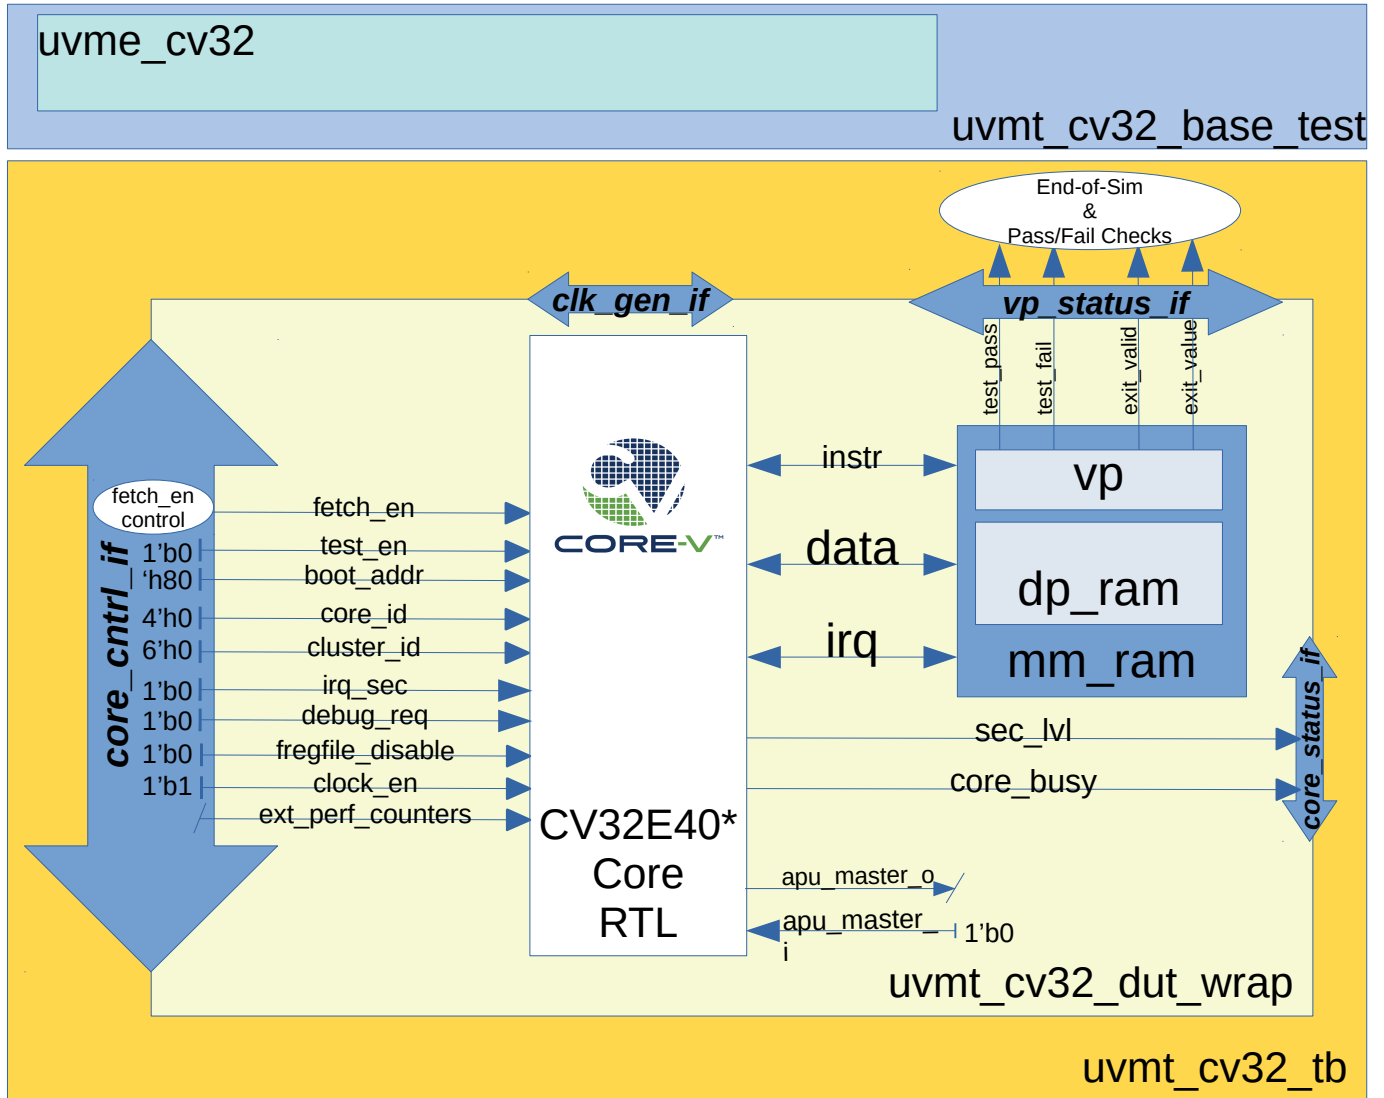 uvme_cv32
uvmt_cv32_base_test
End-of-Sim
&
Pass/Fail Checks
clk_gen_if
vp_status_if
test_pass
test_fail
exit_valid
exit_value
core_cntrl_if
fetch_en
control
fetch_en
1'b0
test_en
'h80
boot_addr
4'h0
core_id
6'h0
cluster_id
1'b0
irq_sec
1'b0
debug_req
1'b0
fregfile_disable
1'b1
clock_en
ext_perf_counters
CORE-V™
CV32E40*
Core
RTL
instr
data
irq
vp
dp_ram
mm_ram
sec_lvl
core_busy
core_status_if
apu_master_o
apu_master_
i
1'b0
uvmt_cv32_dut_wrap
uvmt_cv32_tb